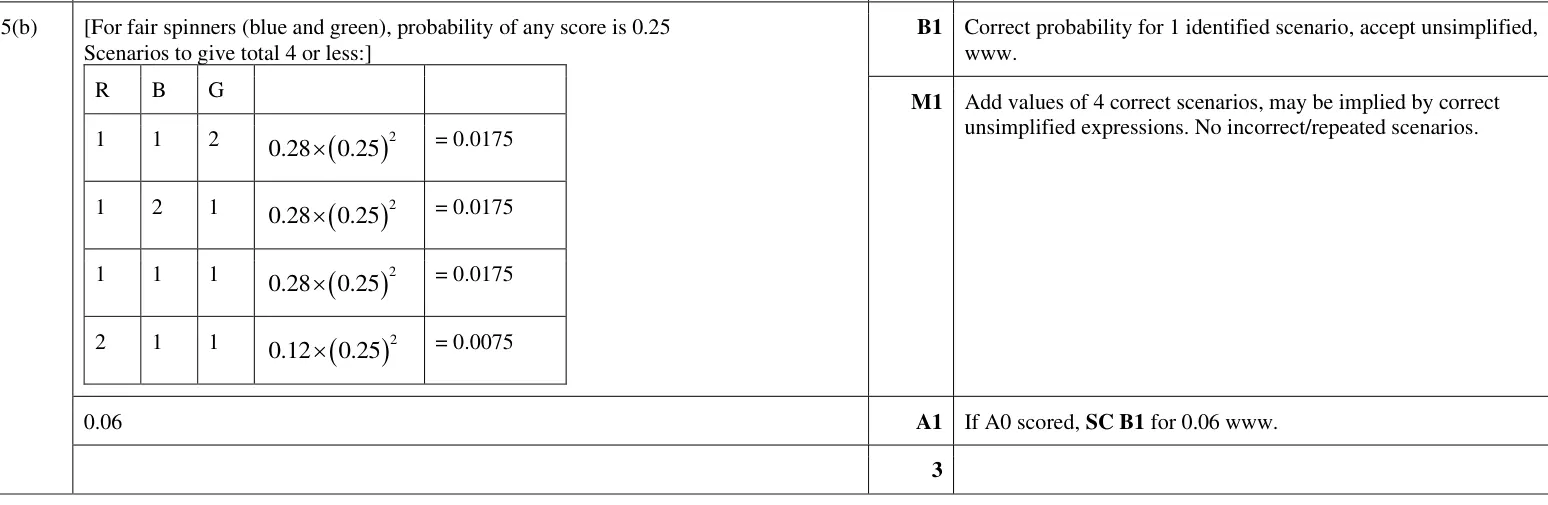 5(b)
[For fair spinners (blue and green), probability of any score is 0.25
Scenarios to give total 4 or less:]
R B G
1 1 2 0.28×(0.25)² = 0.0175
1 2 1 0.28×(0.25)² = 0.0175
1 1 1 0.28×(0.25)² = 0.0175
2 1 1 0.12×(0.25)² = 0.0075
B1 Correct probability for 1 identified scenario, accept unsimplified,
www.
M1 Add values of 4 correct scenarios, may be implied by correct
unsimplified expressions. No incorrect/repeated scenarios.
0.06 A1 If A0 scored, SC B1 for 0.06 www.
3